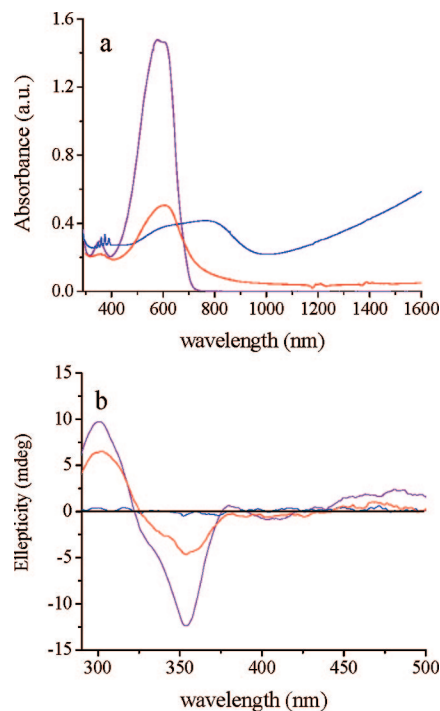 a
1.6
1.2
0.8
0.4
0.0
Absorbance (a.u.)
400 600 800 1000 1200 1400 1600
wavelength (nm)
b
15
10
5
0
-5
-10
-15
Ellepticity (mdeg)
300 350 400 450 500
wavelength (nm)